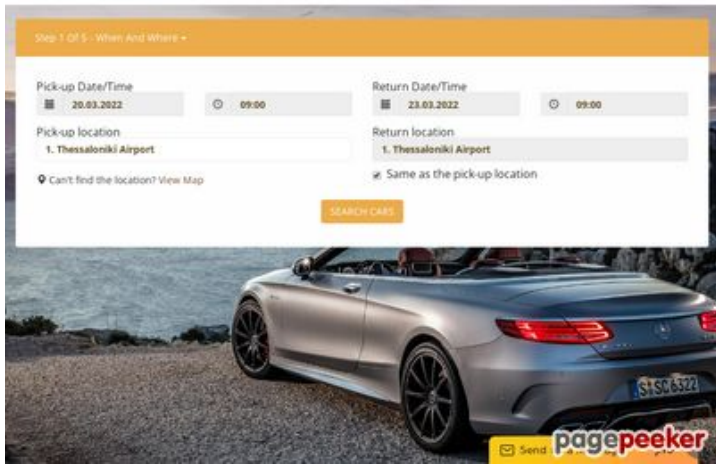 Step 1 Of 5 - When And Where
Pick-up Date/Time
20.03.2022 09:00
Return Date/Time
23.03.2022 09:00
Pick-up location
1. Thessaloniki Airport
Return location
1. Thessaloniki Airport
Can't find the location? View Map
Same as the pick-up location
SEARCH CARS
S:SC 6322
Send
pagepeeker